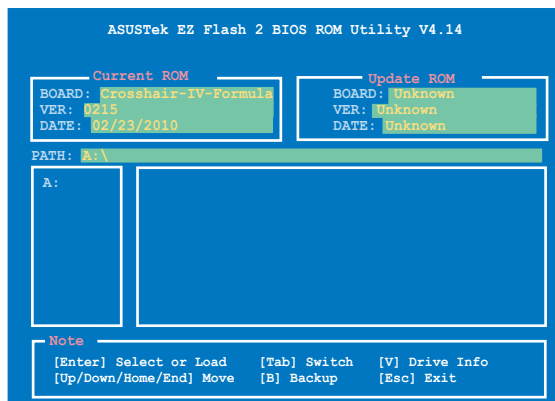 ASUSTek EZ Flash 2 BIOS ROM Utility V4.14
Current ROM
BOARD: Crosshair-IV-Formula
VER: 0215
DATE: 02/23/2010
Update ROM
BOARD: Unknown
VER: Unknown
DATE: Unknown
PATH: A:\
A:
Note
[Enter] Select or Load [Tab] Switch [V] Drive Info
[Up/Down/Home/End] Move [B] Backup [Esc] Exit